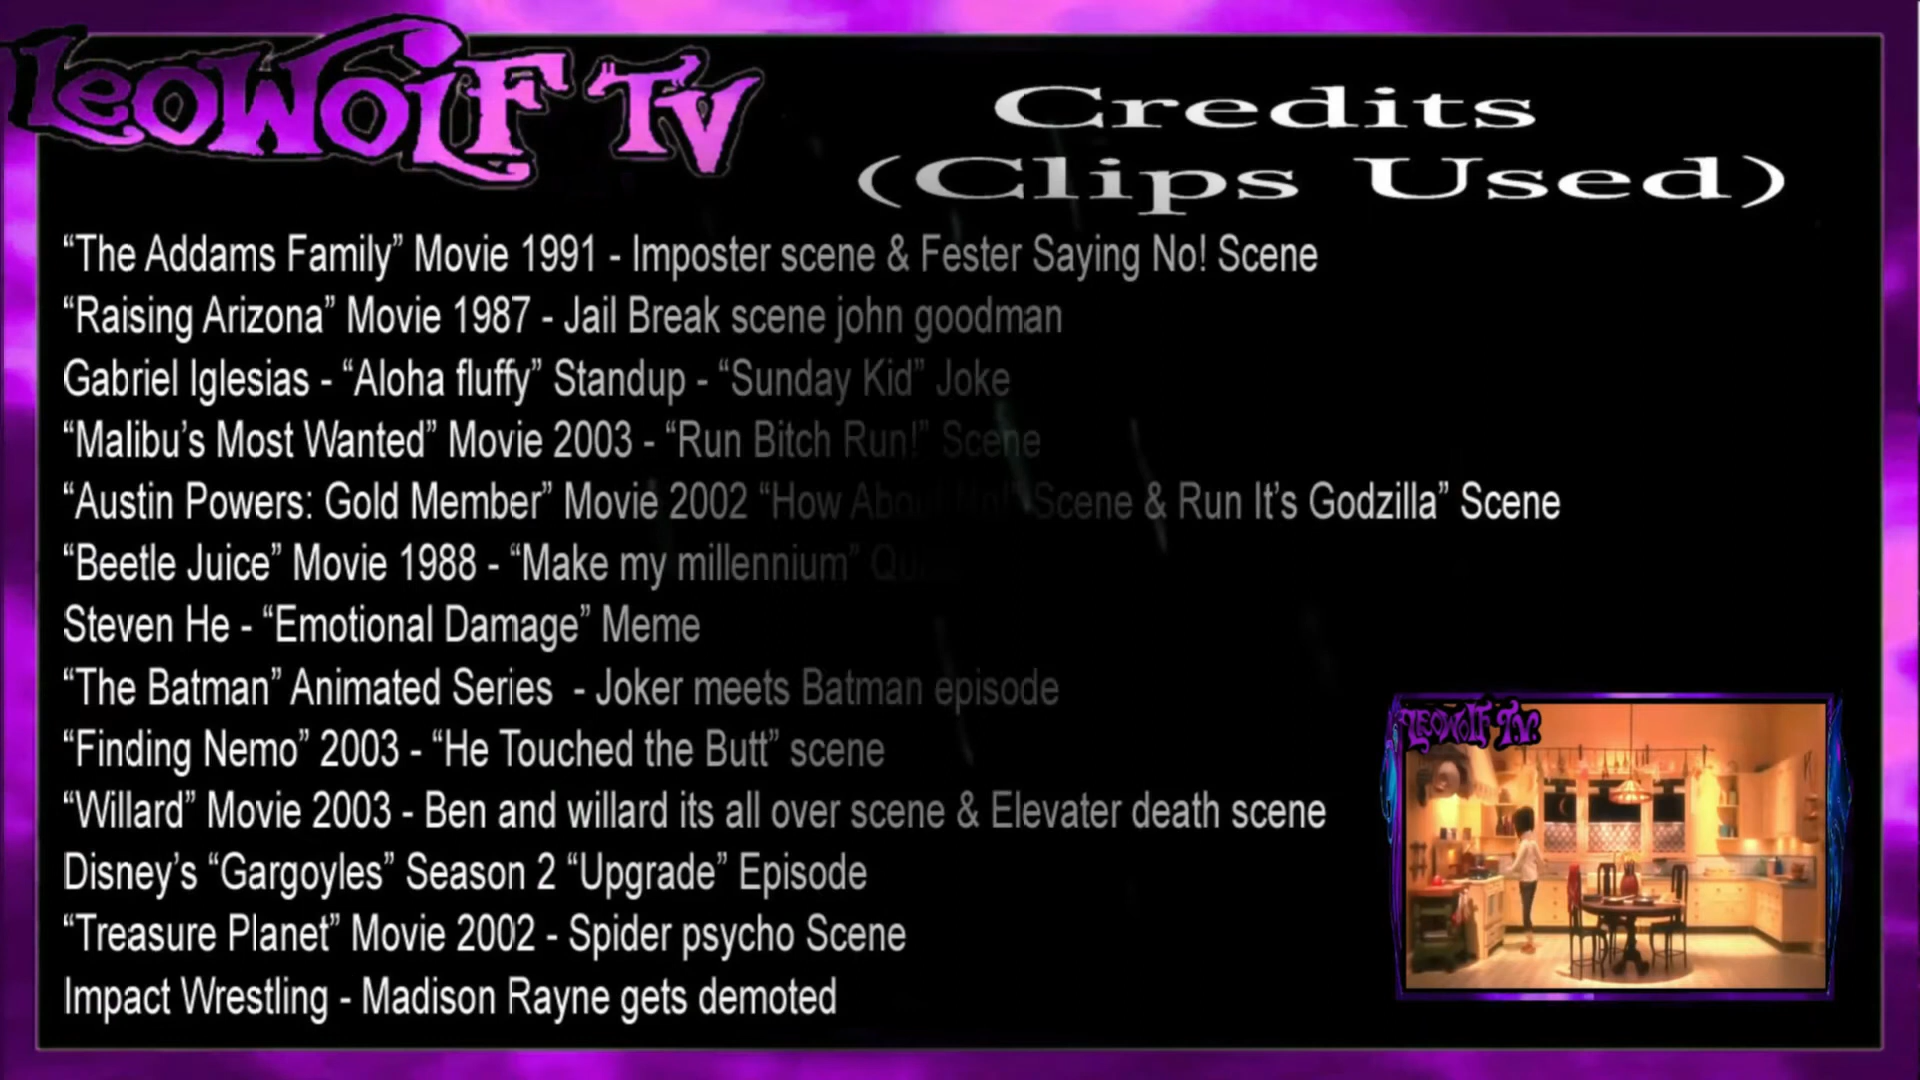 LeoWolf TV
Credits
(Clips Used)
“The Addams Family” Movie 1991 - Imposter scene & Fester Saying No! Scene
“Raising Arizona” Movie 1987 - Jail Break scene john goodman
Gabriel Iglesias - “Aloha fluffy” Standup - “Sunday Kid” Joke
“Malibu’s Most Wanted” Movie 2003 - “Run Bitch Run!” Scene
“Austin Powers: Gold Member” Movie 2002 “How About No!” Scene & Run It’s Godzilla” Scene
“Beetle Juice” Movie 1988 - “Make my millennium”
Steven He - “Emotional Damage” Meme
“The Batman” Animated Series - Joker meets Batman episode
“Finding Nemo” 2003 - “He Touched the Butt” scene
“Willard” Movie 2003 - Ben and willard its all over scene & Elevater death scene
Disney’s “Gargoyles” Season 2 “Upgrade” Episode
“Treasure Planet” Movie 2002 - Spider psycho Scene
Impact Wrestling - Madison Rayne gets demoted
LeoWolf T.V.